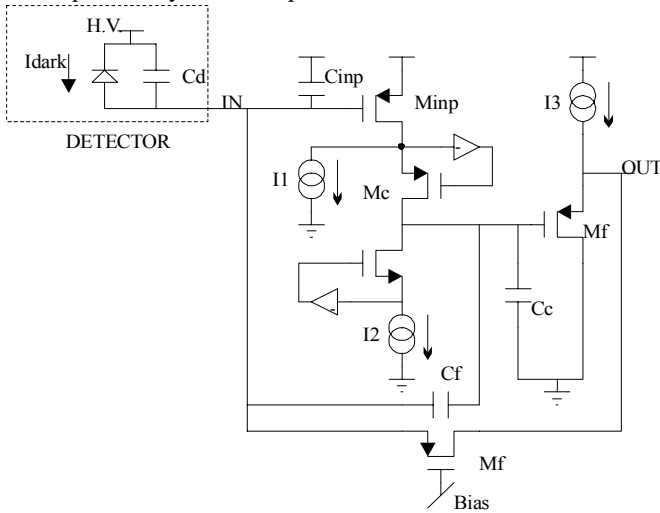 H.V.
Idark
Cd
Cinp
IN
Minp
I3
DETECTOR
OUT
I1
Mc
Mf
Cc
I2
Cf
Mf
Bias